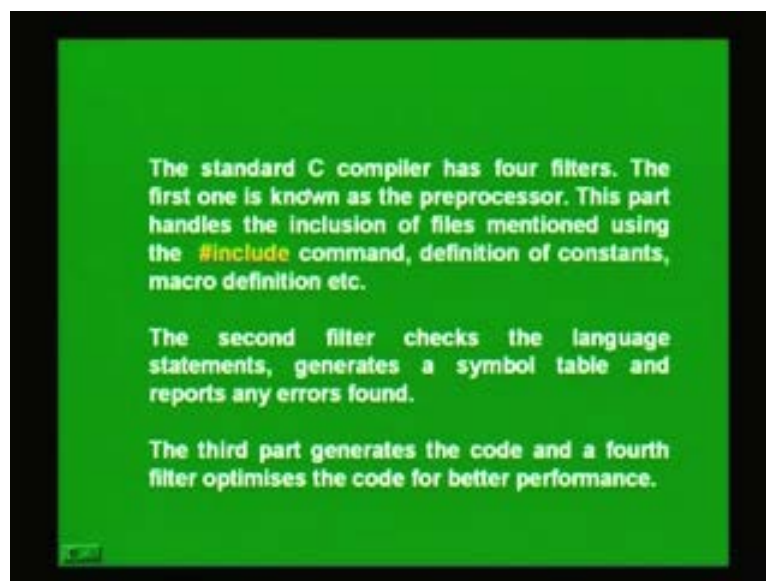 The standard C compiler has four filters. The
first one is known as the preprocessor. This part
handles the inclusion of files mentioned using
the #include command, definition of constants,
macro definition etc.
The second filter checks the language
statements, generates a symbol table and
reports any errors found.
The third part generates the code and a fourth
filter optimises the code for better performance.